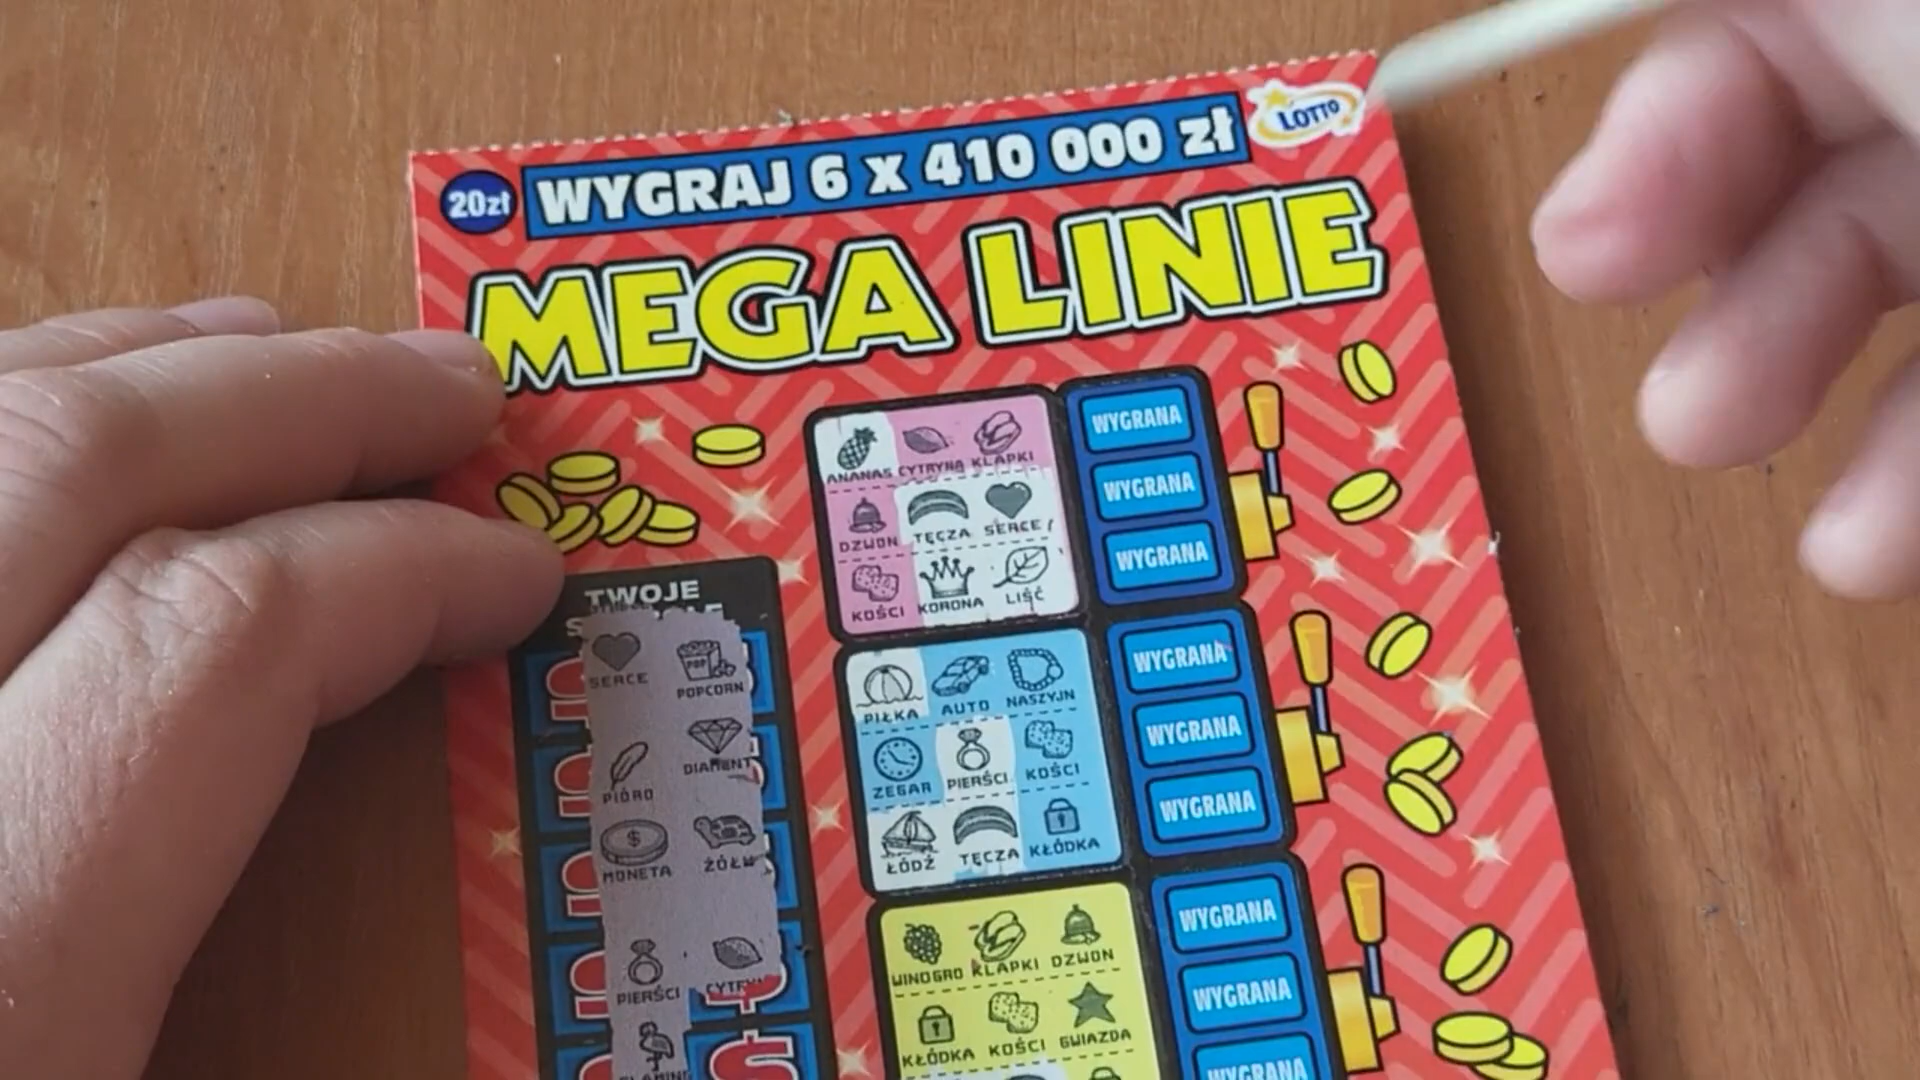 20zł
WYGRAJ 6 x 410 000 zł
LOTTO
MEGA LINIE
ANANAS CYTRYNA KLAPKI
DZWON TĘCZA SERCE
KOŚCI KORONA LIŚĆ
WYGRANA
WYGRANA
WYGRANA
PIŁKA AUTO NASZYJN
ZEGAR PIERŚCI KOŚCI
ŁÓDŹ TĘCZA KŁÓDKA
WYGRANA
WYGRANA
WYGRANA
WINOGRO KLAPKI DZWON
KŁÓDKA KOŚCI GWIAZDA
WYGRANA
WYGRANA
WYGRANA
TWOJE
SERCE POP POPCORN
PIÓRO DIAMENT
$ MONETA ŻÓŁW
PIERŚCI
$